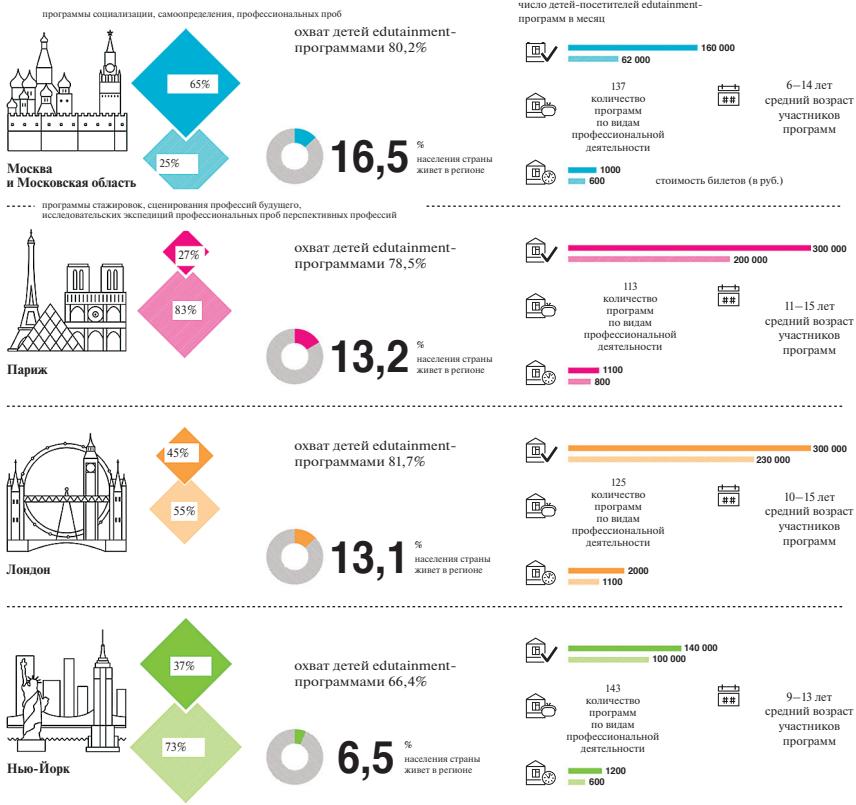 программы социализации, самоопределения, профессиональных проб
число детей-посетителей edutainment-
программ в месяц
65%
25%
Москва
и Московская область
охват детей edutainment-
программами 80,2%
16,5
%
населения страны
живет в регионе
160 000
62 000
137
количество
программ
по видам
профессиональной
деятельности
##
6–14 лет
средний возраст
участников
программ
1000
600
стоимость билетов (в руб.)
программы стажировок, сценирования профессий будущего,
исследовательских экспедиций профессиональных проб перспективных профессий
27%
83%
Париж
охват детей edutainment-
программами 78,5%
13,2
%
населения страны
живет в регионе
300 000
200 000
113
количество
программ
по видам
профессиональной
деятельности
##
11–15 лет
средний возраст
участников
программ
1100
800
45%
55%
Лондон
охват детей edutainment-
программами 81,7%
13,1
%
населения страны
живет в регионе
300 000
230 000
125
количество
программ
по видам
профессиональной
деятельности
##
10–15 лет
средний возраст
участников
программ
2000
1100
37%
73%
Нью-Йорк
охват детей edutainment-
программами 66,4%
6,5
%
населения страны
живет в регионе
140 000
100 000
143
количество
программ
по видам
профессиональной
деятельности
##
9–13 лет
средний возраст
участников
программ
1200
600